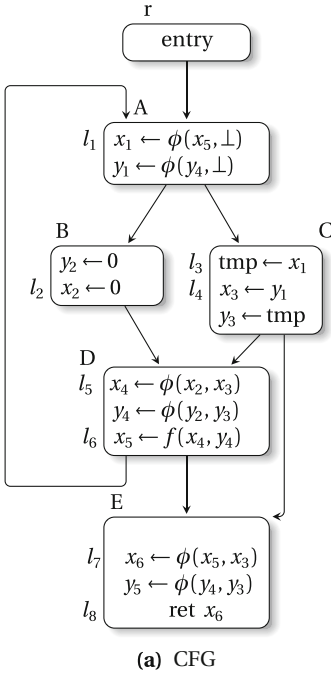 r
entry
A
l₁ x₁ ← ϕ(x₅,⊥)
y₁ ← ϕ(y₄,⊥)
B
y₂ ← 0
l₂ x₂ ← 0
C
l₃ tmp ← x₁
l₄ x₃ ← y₁
y₃ ← tmp
D
l₅ x₄ ← ϕ(x₂, x₃)
y₄ ← ϕ(y₂, y₃)
l₆ x₅ ← f(x₄, y₄)
E
l₇ x₆ ← ϕ(x₅, x₃)
y₅ ← ϕ(y₄, y₃)
l₈ ret x₆
(a) CFG